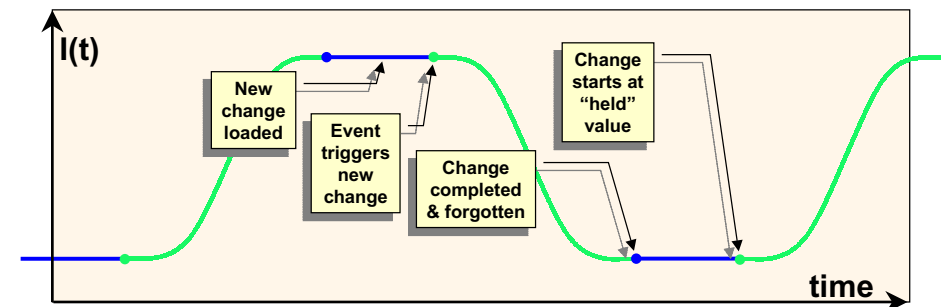 I(t)
New
change
loaded
Event
triggers
new
change
Change
completed
& forgotten
Change
starts at
“held”
value
time